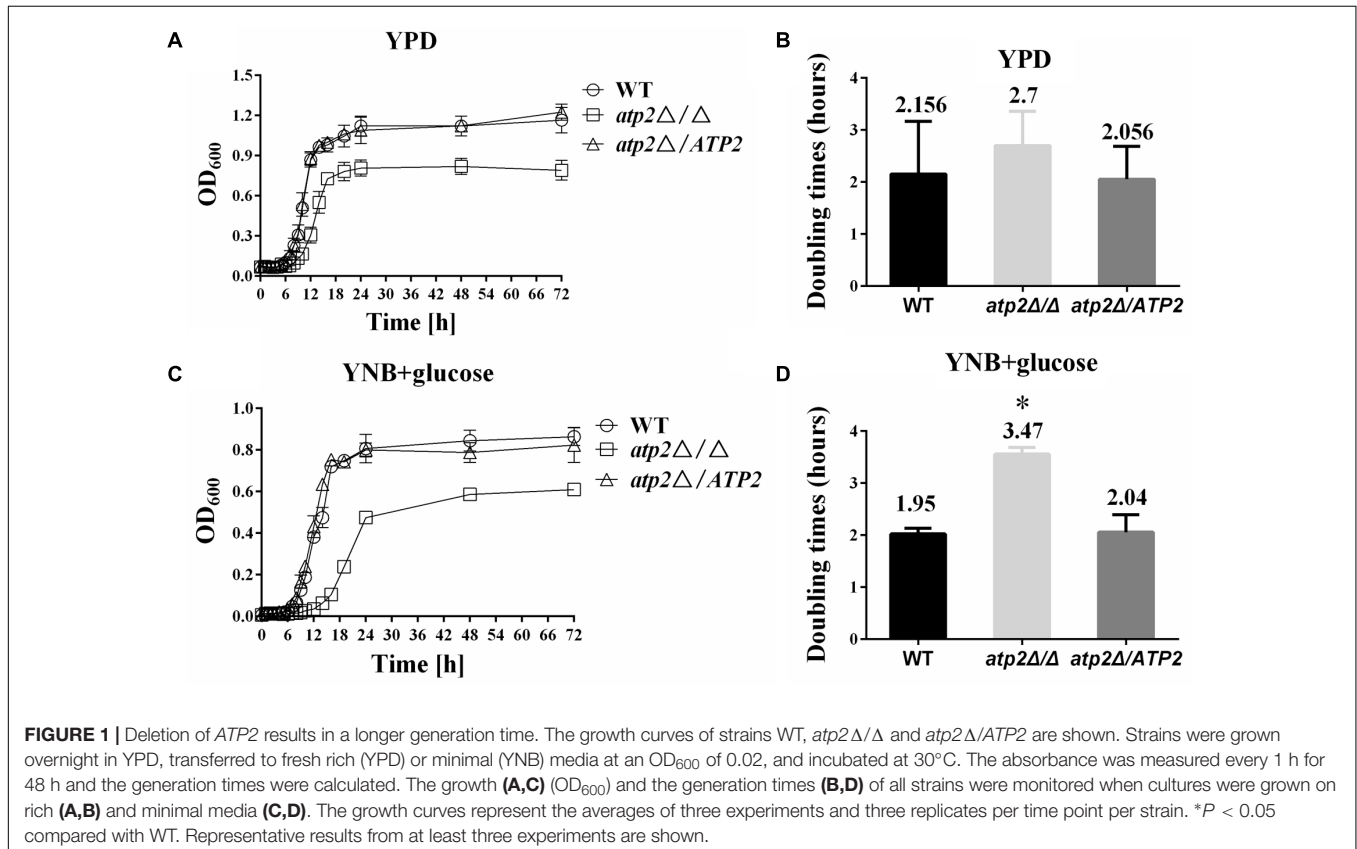 A
YPD
OD600
1.5
1.2
0.9
0.6
0.3
0.0
0 6 12 18 24 30 36 42 48 54 60 66 72
Time [h]
WT
atp2△/△
atp2△/ATP2
B
YPD
Doubling times (hours)
4
3
2
1
0
2.156
2.7
2.056
WT
atp2Δ/Δ
atp2Δ/ATP2
C
YNB+glucose
OD600
1.0
0.8
0.6
0.4
0.2
0.0
0 6 12 18 24 30 36 42 48 54 60 66 72
Time [h]
WT
atp2△/△
atp2△/ATP2
D
YNB+glucose
Doubling times (hours)
4
3
2
1
0
*
1.95
3.47
2.04
WT
atp2Δ/Δ
atp2Δ/ATP2
FIGURE 1 | Deletion of ATP2 results in a longer generation time. The growth curves of strains WT, atp2Δ/Δ and atp2Δ/ATP2 are shown. Strains were grown
overnight in YPD, transferred to fresh rich (YPD) or minimal (YNB) media at an OD600 of 0.02, and incubated at 30°C. The absorbance was measured every 1 h for
48 h and the generation times were calculated. The growth (A,C) (OD600) and the generation times (B,D) of all strains were monitored when cultures were grown on
rich (A,B) and minimal media (C,D). The growth curves represent the averages of three experiments and three replicates per time point per strain. *P < 0.05
compared with WT. Representative results from at least three experiments are shown.